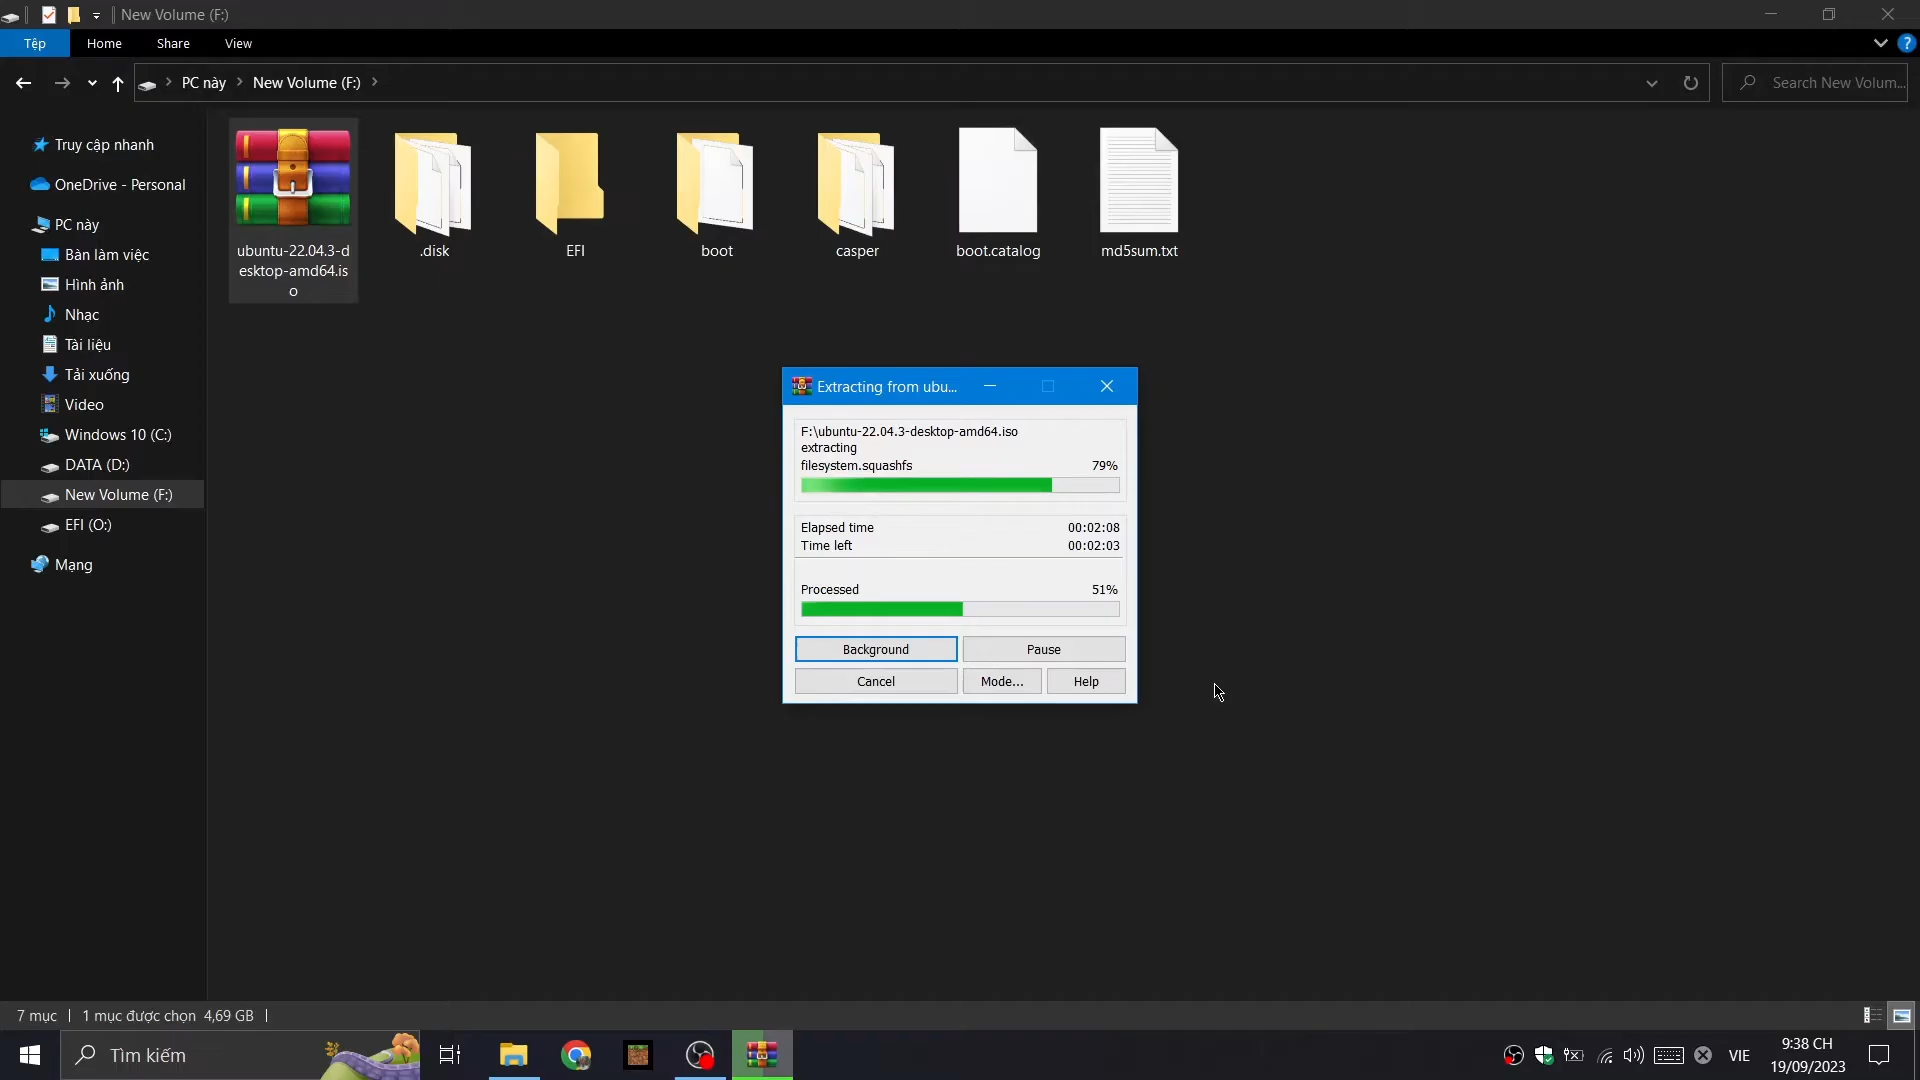 New Volume (F:)
Tệp
Home
Share
View
?
PC này
New Volume (F:)
Search New Volum...
Truy cập nhanh
OneDrive - Personal
PC này
Bàn làm việc
Hình ảnh
Nhạc
Tài liệu
Tải xuống
Video
Windows 10 (C:)
DATA (D:)
New Volume (F:)
EFI (O:)
Mạng
ubuntu-22.04.3-d
esktop-amd64.is
o
.disk
EFI
boot
casper
boot.catalog
md5sum.txt
Extracting from ubu...
F:\ubuntu-22.04.3-desktop-amd64.iso
extracting
filesystem.squashfs 79%
Elapsed time 00:02:08
Time left 00:02:03
Processed 51%
Background
Pause
Cancel
Mode...
Help
7 mục
1 mục được chọn 4,69 GB
Tìm kiếm
VIE
9:38 CH
19/09/2023